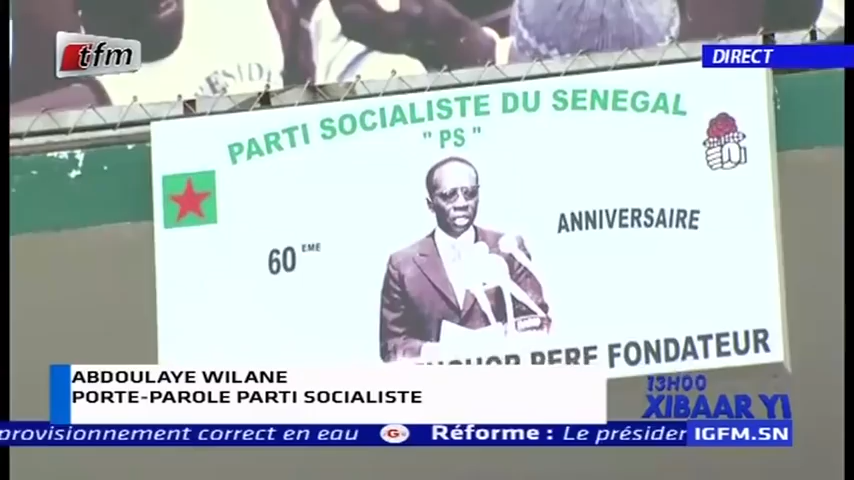 tfm
DIRECT
PARTI SOCIALISTE DU SENEGAL
" PS "
60 EME
ANNIVERSAIRE
PERE FONDATEUR
ABDOULAYE WILANE
PORTE-PAROLE PARTI SOCIALISTE
13H00
XIBAAR YI
provisionnement correct en eau G Réforme : Le présider
IGFM.SN